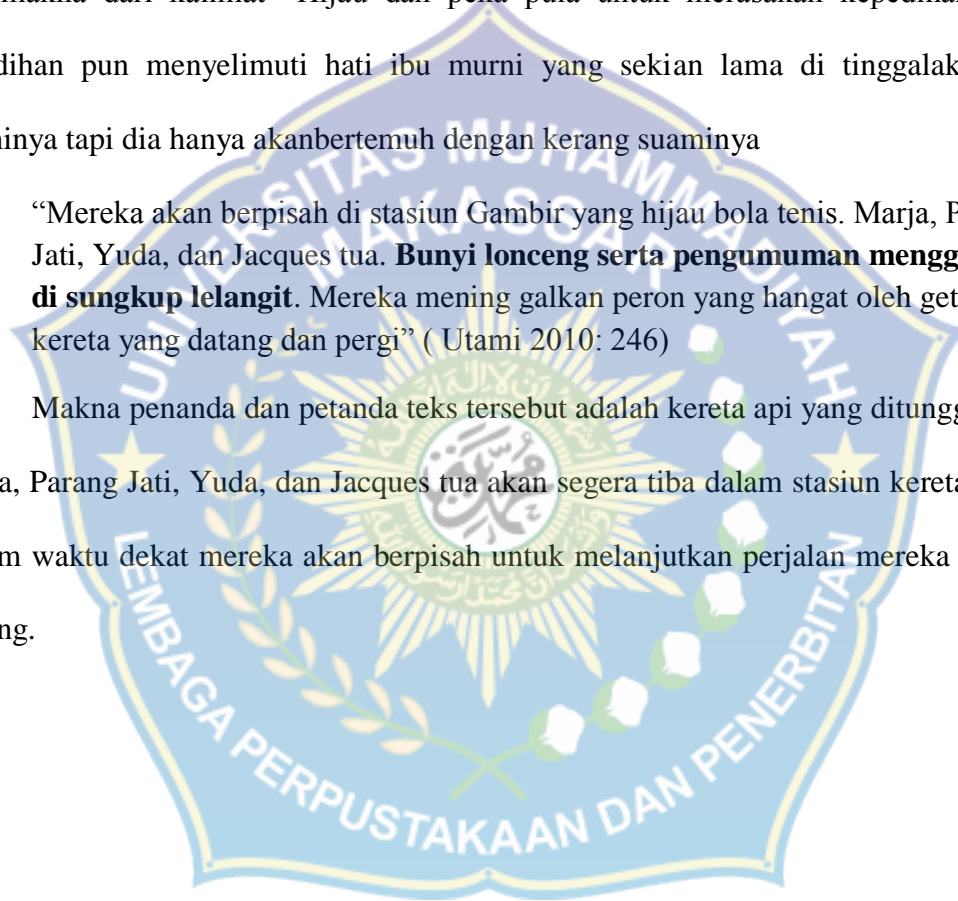 makna dari kalimat "Hijau dan peka pula untuk merasakan
dihan pun menyelimuti hati ibu murni yang sekian lama di tinggalak
inya tapi dia hanya akanbertemuh dengan kerang suaminya
“Mereka akan berpisah di stasiun Gambir yang hijau bola tenis. Marja, P
Jati, Yuda, dan Jacques tua. Bunyi lonceng serta pengumuman mengg
di sungkup lelangit. Mereka mening galkan peron yang hangat oleh get
kereta yang datang dan pergi” ( Utami 2010: 246)
Makna penanda dan petanda teks tersebut adalah kereta api yang ditungg
a, Parang Jati, Yuda, dan Jacques tua akan segera tiba dalam stasiun kereta
m waktu dekat mereka akan berpisah untuk melanjutkan perjalan mereka
ng.
UNIVERSITAS MUHAMMADIYAH
MAKASSAR
LEMBAGA PERPUSTAKAAN DAN PENERBITAN